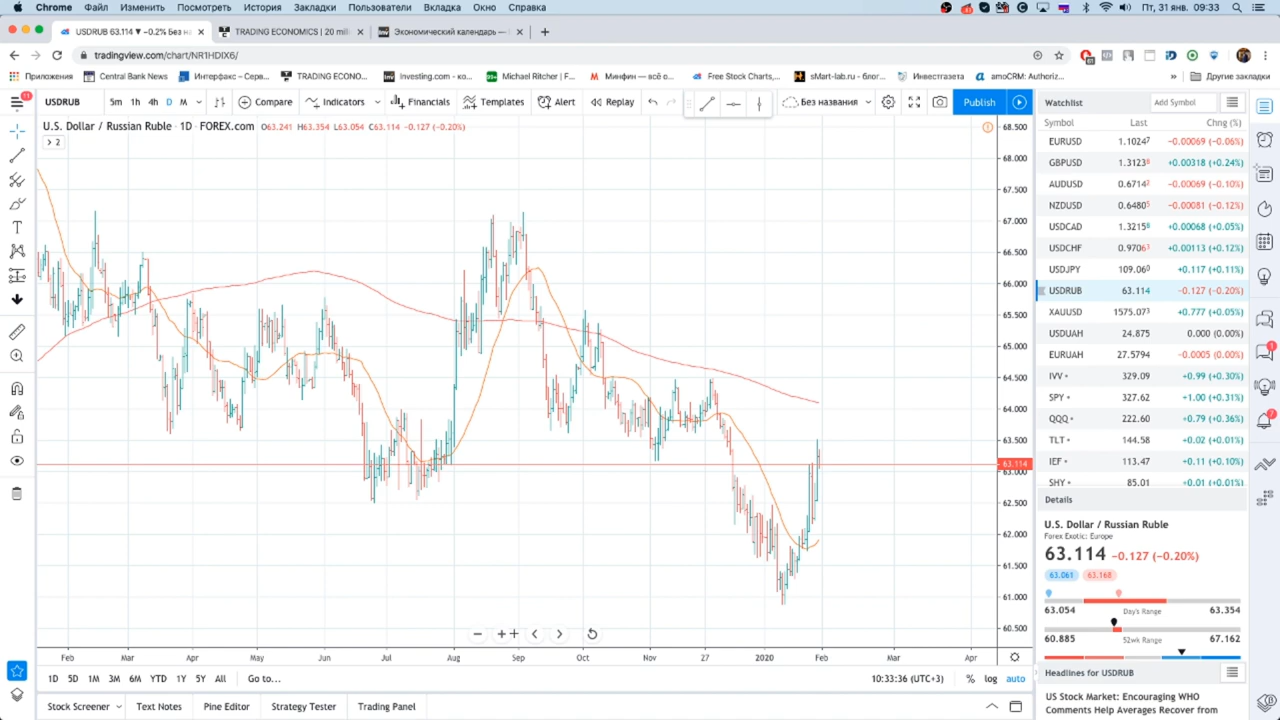 Chrome Файл Изменить Посмотреть История Закладки Пользователи Вкладка Окно Справка Пт, 31 янв. 09:33
USDRUB 63.114 ▼ −0.2% Без на × TRADING ECONOMICS | 20 mil × Экономический календарь — × +
tradingview.com/chart/NR1HDIX6/
Приложения Central Bank News Интерфакс – Серв... TRADING ECONO... Investing.com - ко... Michael Ritcher | F... Минфин — всё о... Free Stock Charts,... sMart-lab.ru - блог... Инвестгазета amoCRM: Authoriz... » Другие закладки
11 USDRUB 5m 1h 4h D M Compare Indicators Financials Templates Alert Replay Без названия Publish
U.S. Dollar / Russian Ruble · 1D · FOREX.com O63.241 H63.354 L63.054 C63.114 −0.127 (−0.20%)
2
68.500
68.000
67.500
67.000
66.500
66.000
65.500
65.000
64.500
64.000
63.500
63.114
63.000
62.500
62.000
61.500
61.000
60.500
Feb Mar Apr May Jun Jul Aug Sep Oct Nov 27 2020 Feb Mar Apr
1D 5D 1M 3M 6M YTD 1Y 5Y All Go to... 10:33:36 (UTC+3) % log auto
Stock Screener Text Notes Pine Editor Strategy Tester Trading Panel
Watchlist Add Symbol
Symbol Last Chng (%)
EURUSD 1.10247 −0.00069 (−0.06%)
GBPUSD 1.31238 +0.00318 (+0.24%)
AUDUSD 0.6714 −0.00069 (−0.10%)
NZDUSD 0.64805 −0.00081 (−0.12%)
USDCAD 1.32158 +0.00068 (+0.05%)
USDCHF 0.97063 +0.00113 (+0.12%)
USDJPY 109.060 +0.117 (+0.11%)
USDRUB 63.114 −0.127 (−0.20%)
XAUUSD 1575.073 +0.777 (+0.05%)
USDUAH 24.875 0.000 (0.00%)
EURUAH 27.5794 −0.0005 (0.00%)
IVV 329.09 +0.99 (+0.30%)
SPY 327.62 +1.00 (+0.31%)
QQQ 222.60 +0.79 (+0.36%)
TLT 144.58 +0.02 (+0.01%)
IEF 113.47 +0.11 (+0.10%)
SHY 85.01 +0.01 (+0.01%)
Details
U.S. Dollar / Russian Ruble
Forex Exotic: Europe
63.114 −0.127 (−0.20%)
63.061 63.168
63.054 Day's Range 63.354
60.885 52wk Range 67.162
Headlines for USDRUB
US Stock Market: Encouraging WHO
Comments Help Averages Recover from
1
7